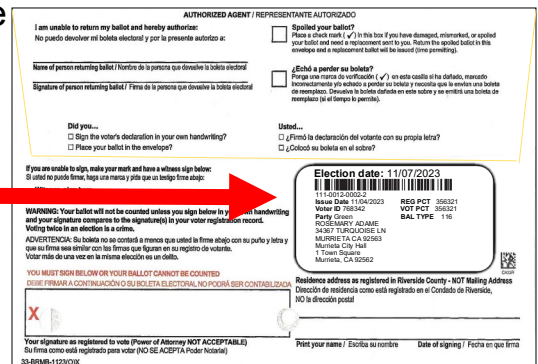 e
AUTHORIZED AGENT / REPRESENTANTE AUTORIZADO
I am unable to return my ballot and hereby authorize:
No puedo devolver mi boleta electoral y por la presente autorizo a:
Name of person returning ballot / Nombre de la persona que devuelve la boleta electoral
Signature of person returning ballot / Firma de la persona que devuelve la boleta electoral
Spoiled your ballot?
Place a check mark ( ✓ ) in this box if you have damaged, mismarked, or spoiled
your ballot and need a replacement sent to you. Return the spoiled ballot in this
envelope and a replacement ballot will be issued (time permitting).
¿Echó a perder su boleta?
Ponga una marca de verificación ( ✓ ) en esta casilla si ha dañado, marcado
incorrectamente y/o echado a perder su boleta y necesita que le envíen una boleta
de reemplazo. Devuelva la boleta dañada en este sobre y se emitirá una boleta de
reemplazo (si el tiempo lo permite).
Did you...
☐ Sign the voter's declaration in your own handwriting?
☐ Place your ballot in the envelope?
Usted...
☐ ¿Firmó la declaración del votante con su propia letra?
☐ ¿Colocó su boleta en el sobre?
If you are unable to sign, make your mark and have a witness sign below:
Si usted no puede firmar, haga una marca y pida que un testigo firme abajo:
WARNING: Your ballot will not be counted unless you sign below in your own handwriting
and your signature compares to the signature(s) in your voter registration record.
Voting twice in an election is a crime.
ADVERTENCIA: Su boleta no se contará a menos que usted la firme abajo con su puño y letra y
que su firma sea similar con las firmas que figuran en su registro de votante.
Votar más de una vez en la misma elección es un delito.
YOU MUST SIGN BELOW OR YOUR BALLOT CANNOT BE COUNTED
DEBE FIRMAR A CONTINUACIÓN O SU BOLETA ELECTORAL NO PODRÁ SER CONTABILIZADA
X
Your signature as registered to vote (Power of Attorney NOT ACCEPTABLE)
Su firma como está registrado para votar (NO SE ACEPTA Poder Notarial)
33-BRMB-1123/O/X
Election date: 11/07/2023
111-0012-0002-2
Issue Date 11/04/2023 REG PCT 356321
Voter ID 768342 VOT PCT 356321
Party Green BAL TYPE 116
ROSEMARY ADAME
34367 TURQUOISE LN
MURRIETA CA 92563
Murrieta City Hall
1 Town Square
Murrieta, CA 92562
Residence address as registered in Riverside County - NOT Mailing Address
Dirección de residencia como está registrado en el Condado de Riverside,
NO la dirección postal
Print your name / Escriba su nombre
Date of signing / Fecha en que firma